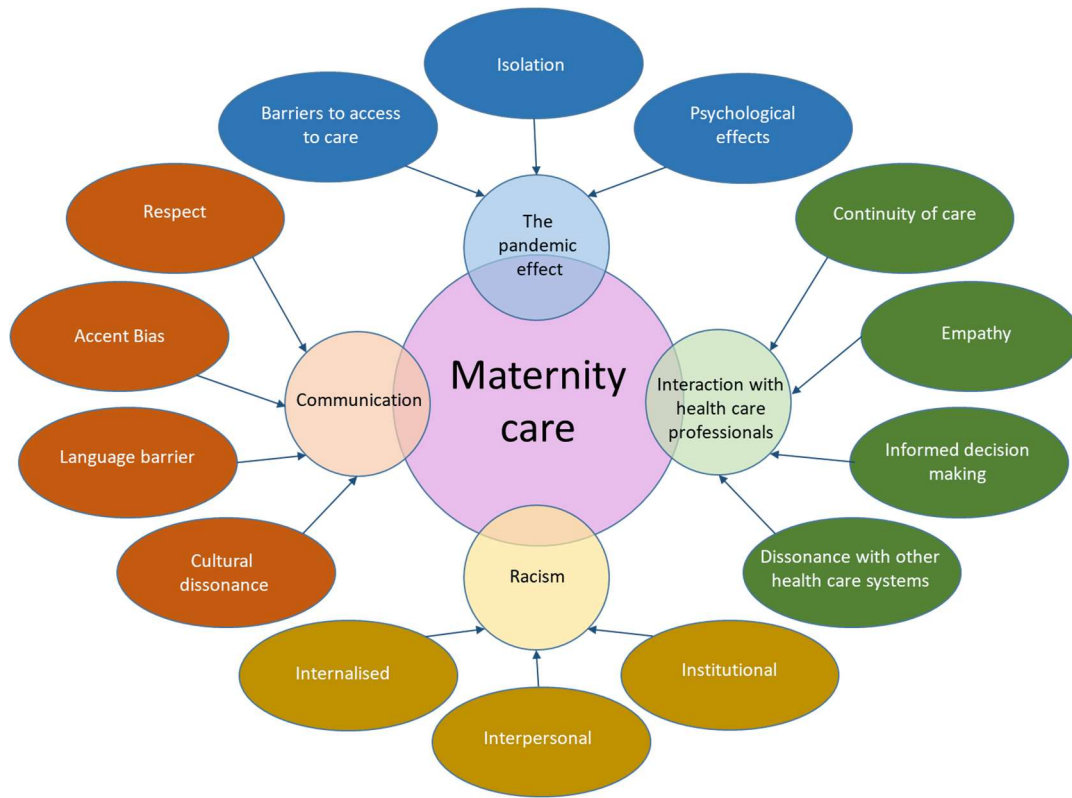 Isolation
Barriers to access
to care
Psychological
effects
Respect
The
pandemic
effect
Continuity of care
Accent Bias
Empathy
Maternity
care
Communication
Interaction with
health care
professionals
Language barrier
Informed decision
making
Cultural
dissonance
Racism
Dissonance with other
health care systems
Internalised
Institutional
Interpersonal